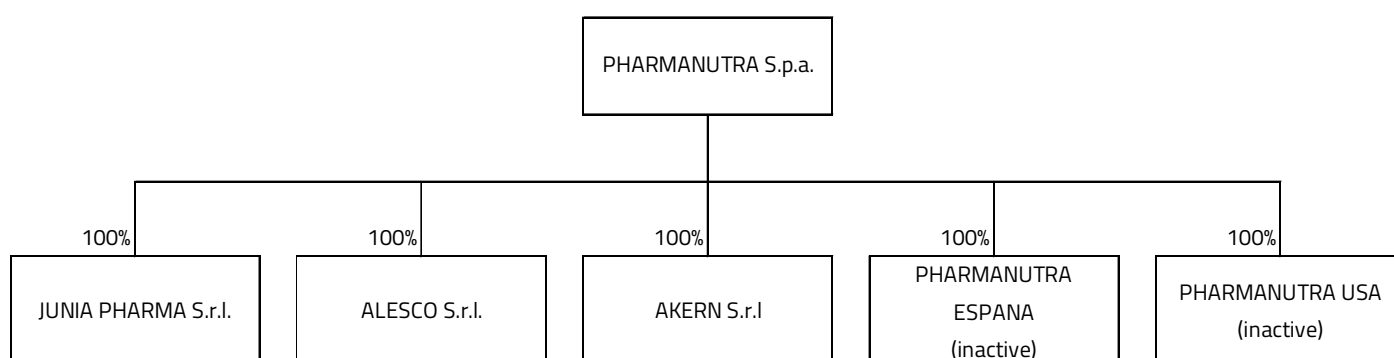 PHARMANUTRA S.p.a.
100%
100%
100%
100%
100%
JUNIA PHARMA S.r.l.
ALESCO S.r.l.
AKERN S.r.l
PHARMANUTRA
ESPANA
(inactive)
PHARMANUTRA USA
(inactive)